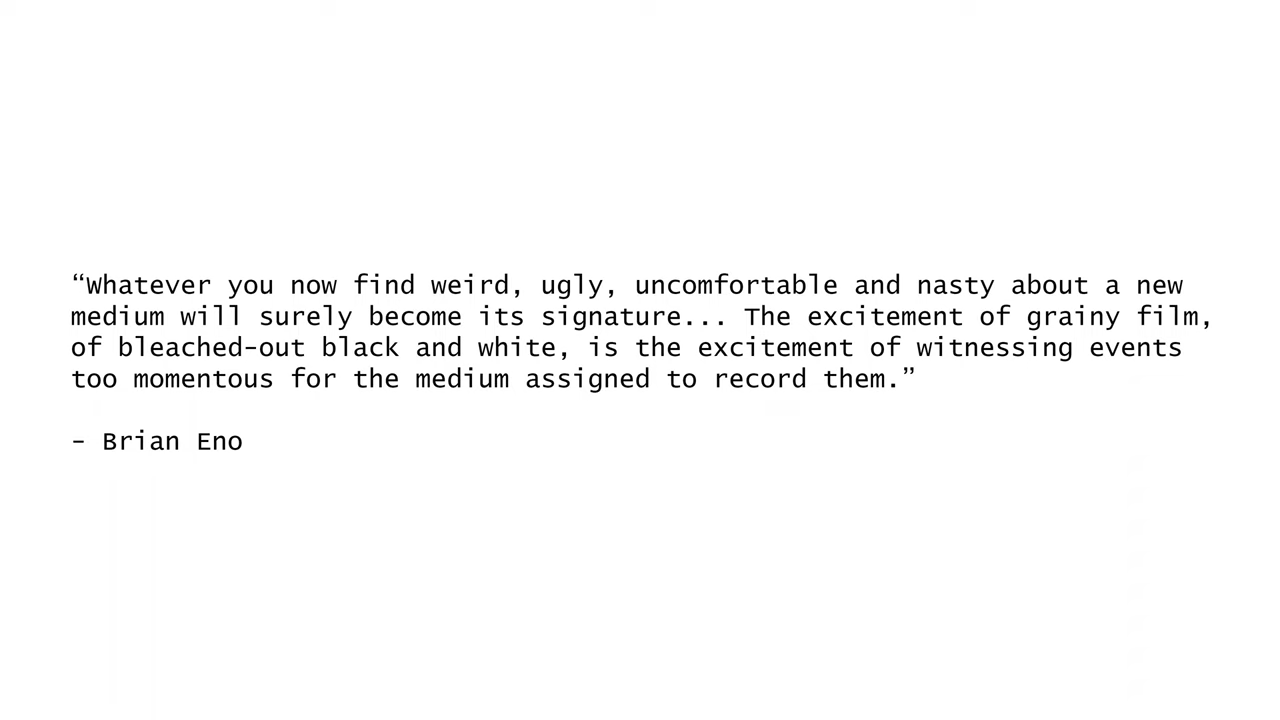 “Whatever you now find weird, ugly, uncomfortable and nasty about a new
medium will surely become its signature... The excitement of grainy film,
of bleached-out black and white, is the excitement of witnessing events
too momentous for the medium assigned to record them.”
– Brian Eno